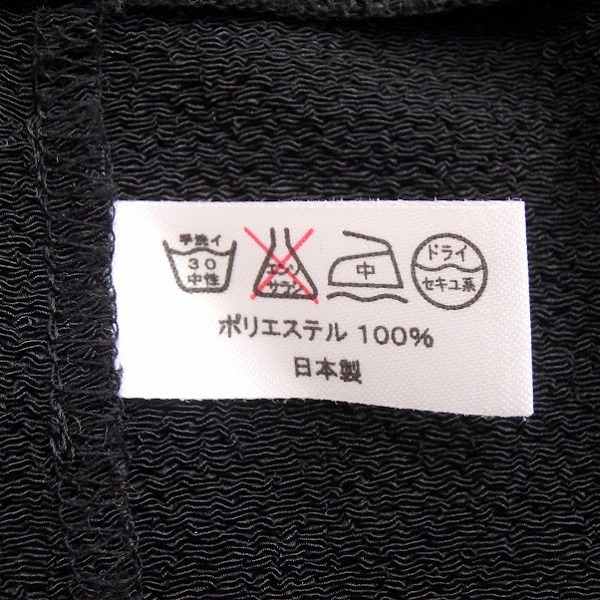 手洗イ
30
中性
エンソ
サラシ
中
ドライ
セキユ系
ポリエステル 100%
日本製